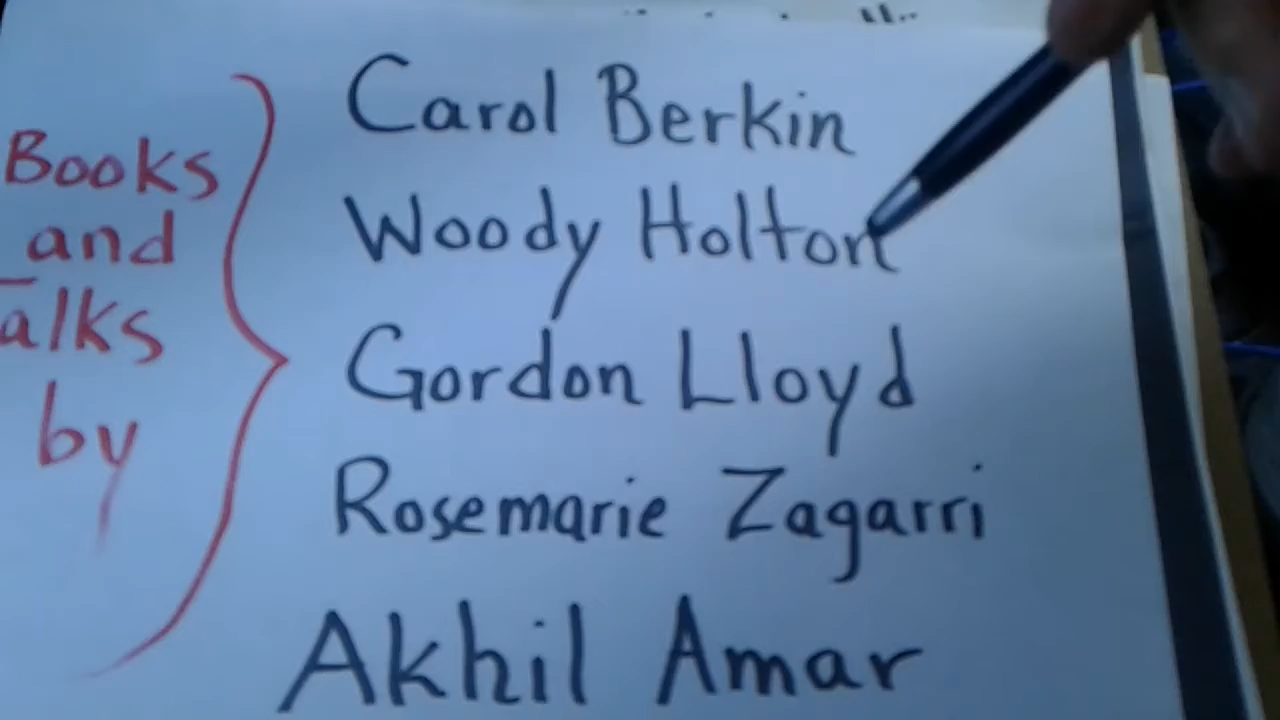 Books
and
alks
by
Carol Berkin
Woody Holton
Gordon Lloyd
Rosemarie Zagarri
Akhil Amar